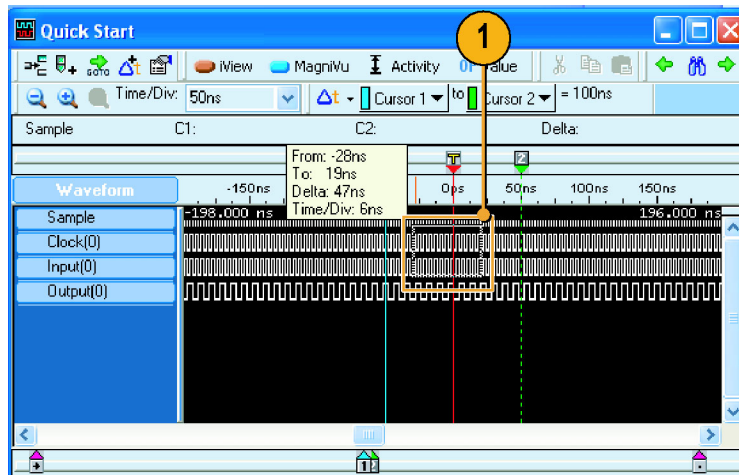 Quick Start
1
iView MagniVu Activity
Time/Div: 50ns Cursor 1 to Cursor 2 = 100ns
Sample C1: C2: Delta:
From: -28ns
To: 19ns
Delta: 47ns
Time/Div: 6ns
T 2
Waveform -150ns 0ps 50ns 100ns 150ns
Sample -198.000 ns 196.000 ns
Clock(0)
Input(0)
Output(0)
1